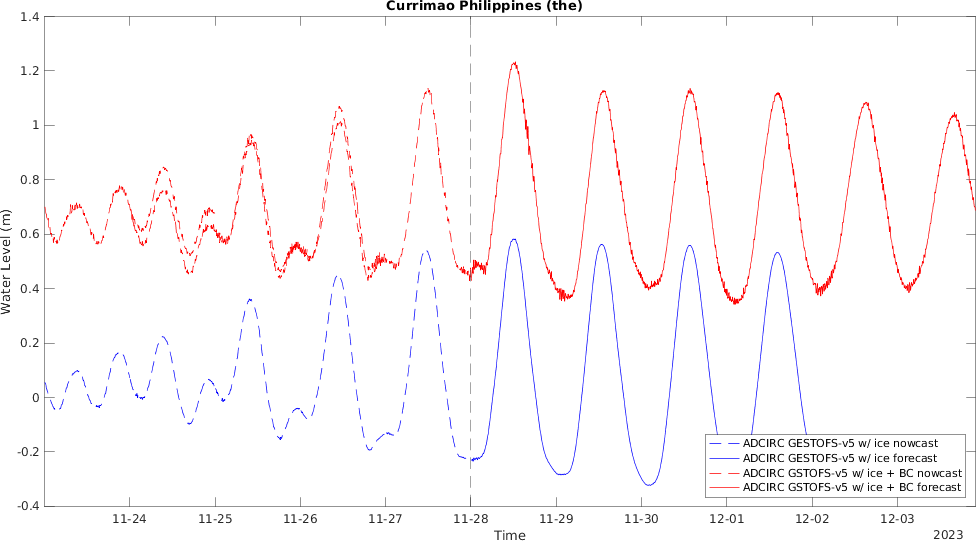 Currimao Philippines (the)
1.4
1.2
1
0.8
0.6
0.4
0.2
0
-0.2
-0.4
Water Level (m)
ADCIRC GESTOFS-v5 w/ ice nowcast
ADCIRC GESTOFS-v5 w/ ice forecast
ADCIRC GSTOFS-v5 w/ ice + BC nowcast
ADCIRC GSTOFS-v5 w/ ice + BC forecast
11-24 11-25 11-26 11-27 11-28 11-29 11-30 12-01 12-02 12-03
Time
2023